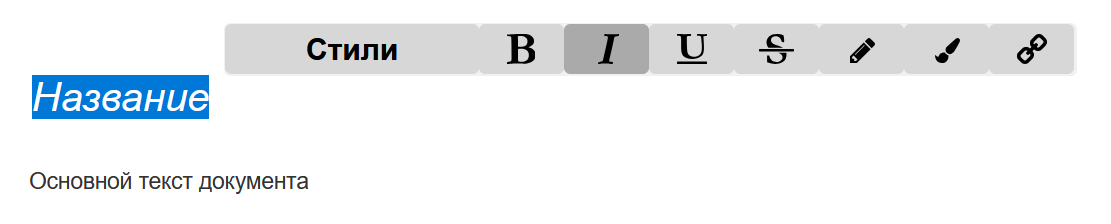 Стили B I U S
Название
Основной текст документа